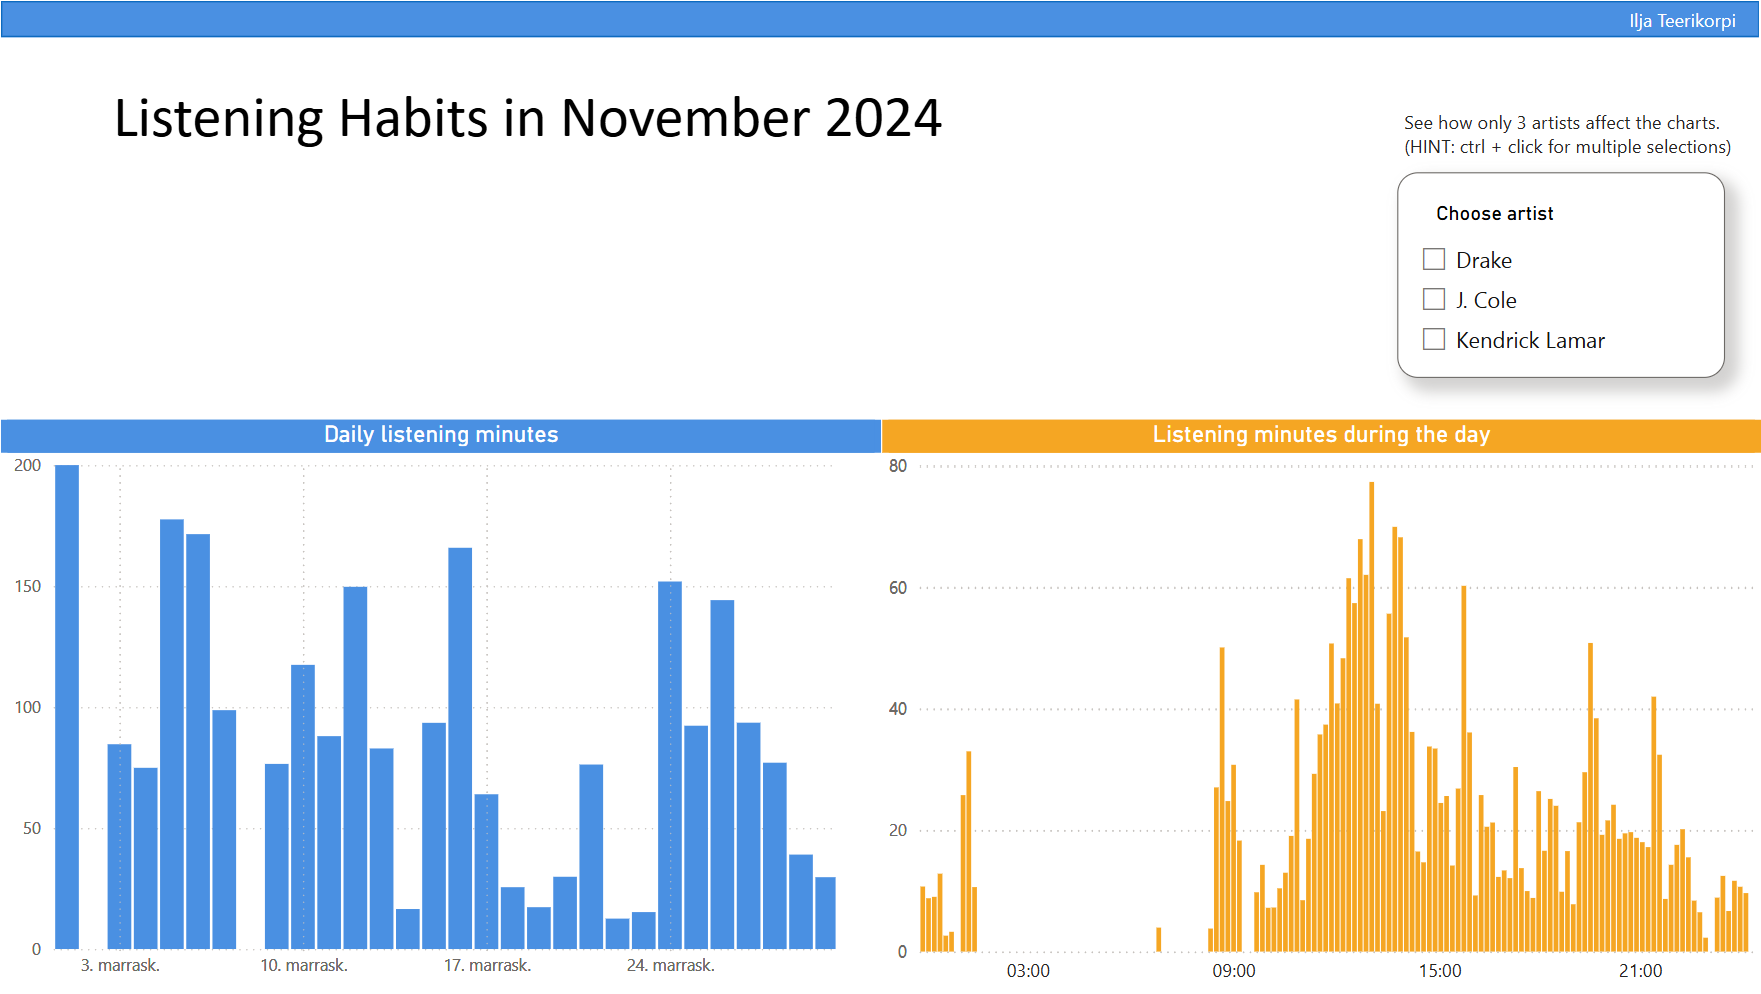 Ilja Teerikorpi
Listening Habits in November 2024
See how only 3 artists affect the charts.
(HINT: ctrl + click for multiple selections)
Choose artist
Drake
J. Cole
Kendrick Lamar
Daily listening minutes
200
150
100
50
0
3. marrask.
10. marrask.
17. marrask.
24. marrask.
Listening minutes during the day
80
60
40
20
0
03:00
09:00
15:00
21:00